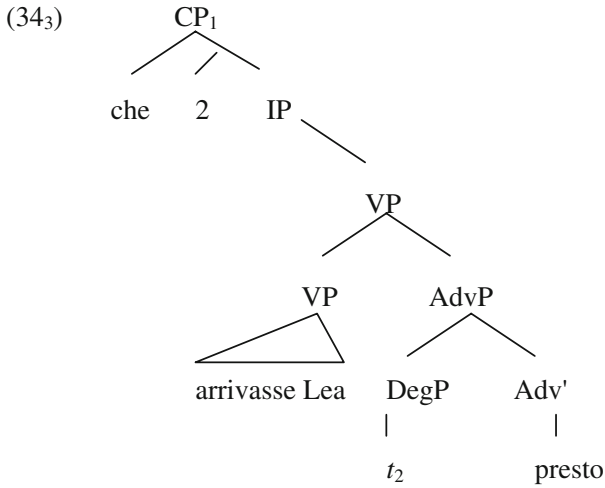 (34₃) CP₁
che 2 IP
VP
VP AdvP
arrivasse Lea DegP Adv'
t₂ presto